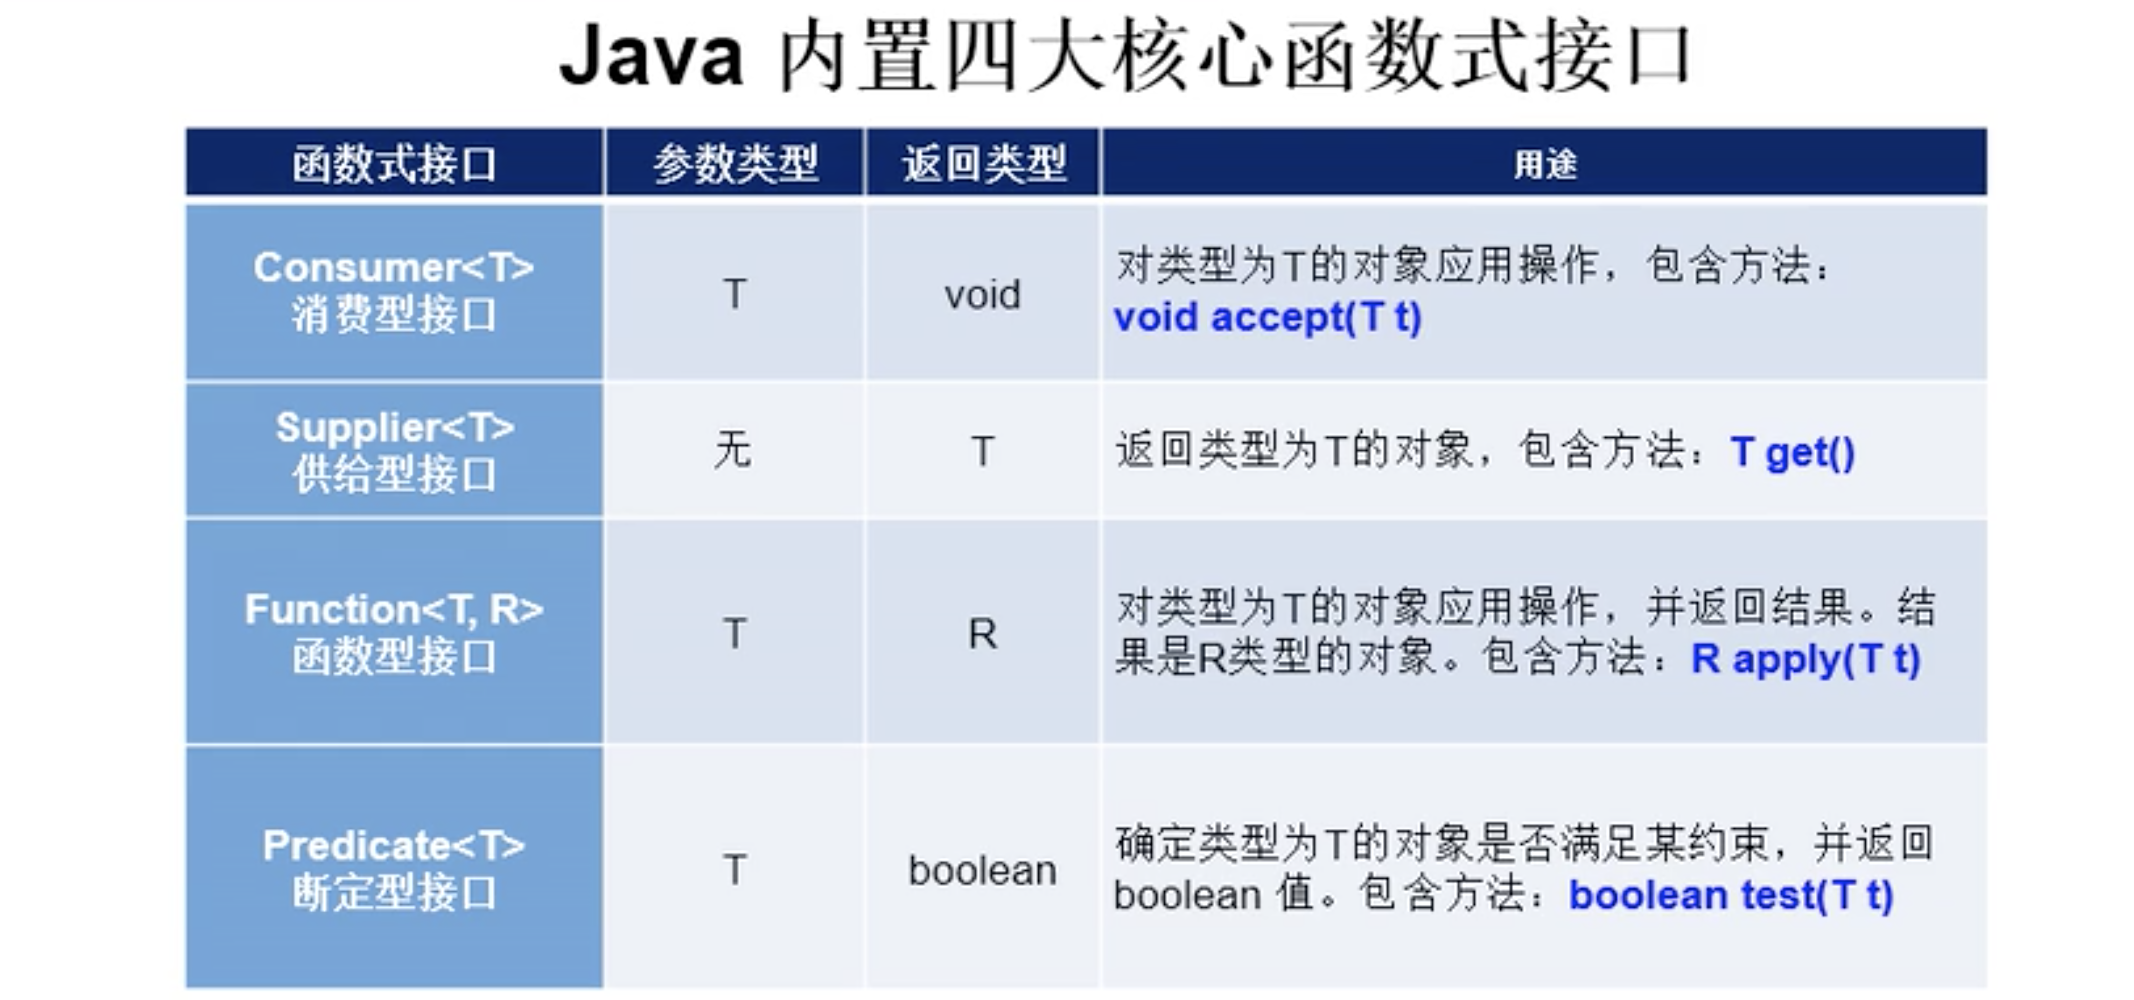 Java 内置四大核心函数式接口
函数式接口 参数类型 返回类型 用途
Consumer<T>
消费型接口
T
void
对类型为T的对象应用操作，包含方法：
void accept(T t)
Supplier<T>
供给型接口
无
T
返回类型为T的对象，包含方法：T get()
Function<T, R>
函数型接口
T
R
对类型为T的对象应用操作，并返回结果。结
果是R类型的对象。包含方法：R apply(T t)
Predicate<T>
断定型接口
T
boolean
确定类型为T的对象是否满足某约束，并返回
boolean 值。包含方法：boolean test(T t)